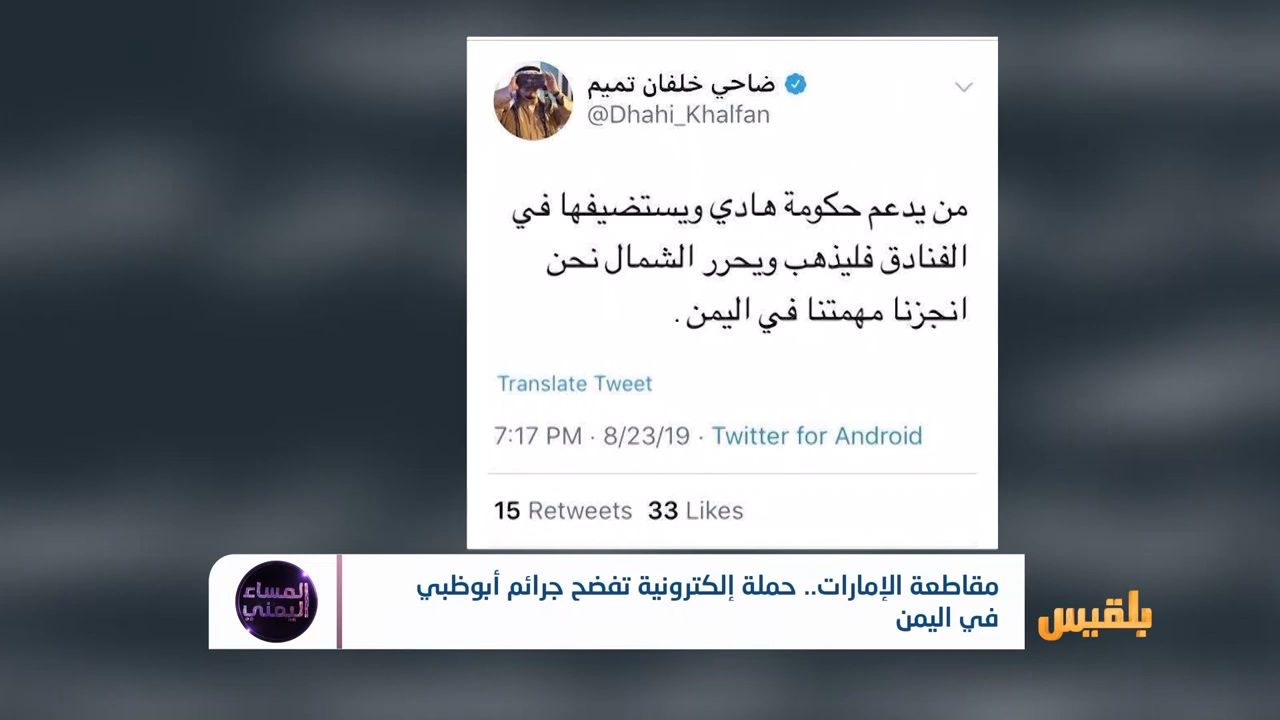 ضاحي خلفان تميم
@Dhahi_Khalfan
من يدعم حكومة هادي ويستضيفها في
الفنادق فليذهب ويحرر الشمال نحن
انجزنا مهمتنا في اليمن .
Translate Tweet
7:17 PM · 8/23/19 · Twitter for Android
15 Retweets 33 Likes
مقاطعة الإمارات.. حملة إلكترونية تفضح جرائم أبوظبي
في اليمن
المساء
اليمني
بلقيس